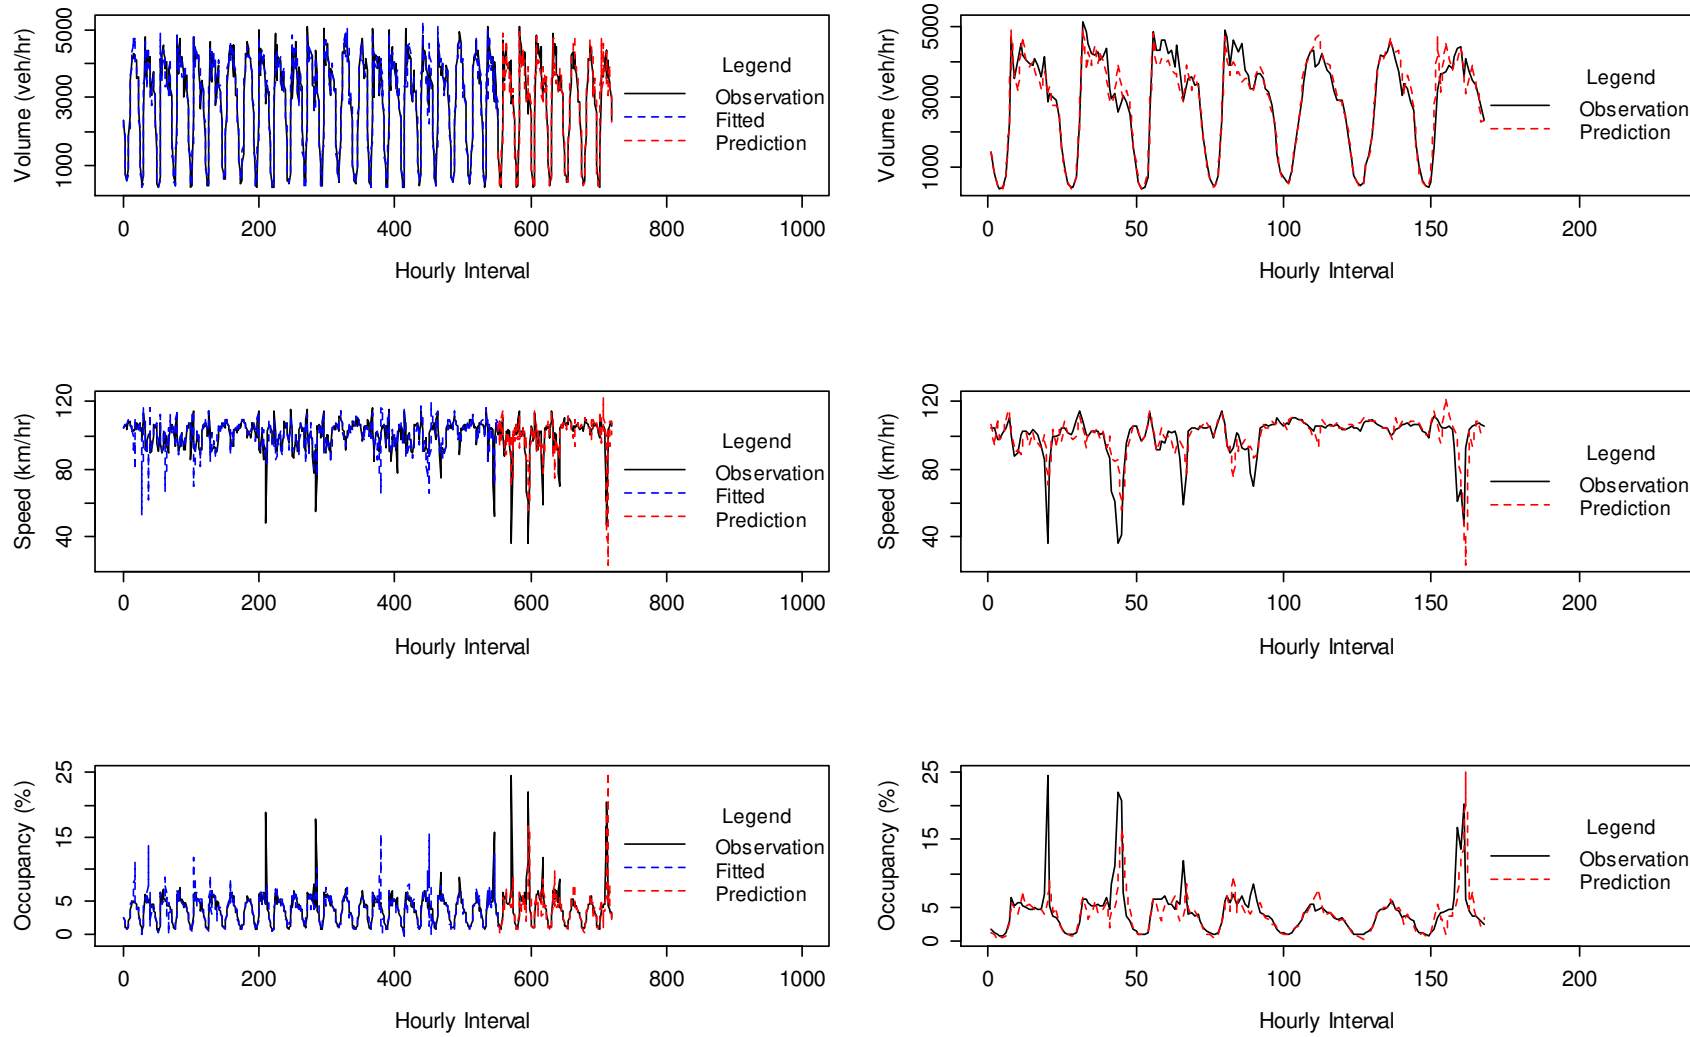 Volume (veh/hr)
5000
3000
1000
Legend
Observation
Fitted
Prediction
0 200 400 600 800 1000
Hourly Interval
Volume (veh/hr)
5000
3000
1000
Legend
Observation
Prediction
0 50 100 150 200
Hourly Interval
Speed (km/hr)
120
80
40
Legend
Observation
Fitted
Prediction
0 200 400 600 800 1000
Hourly Interval
Speed (km/hr)
120
80
40
Legend
Observation
Prediction
0 50 100 150 200
Hourly Interval
Occupancy (%)
25
15
5
0
Legend
Observation
Fitted
Prediction
0 200 400 600 800 1000
Hourly Interval
Occupancy (%)
25
15
5
0
Legend
Observation
Prediction
0 50 100 150 200
Hourly Interval